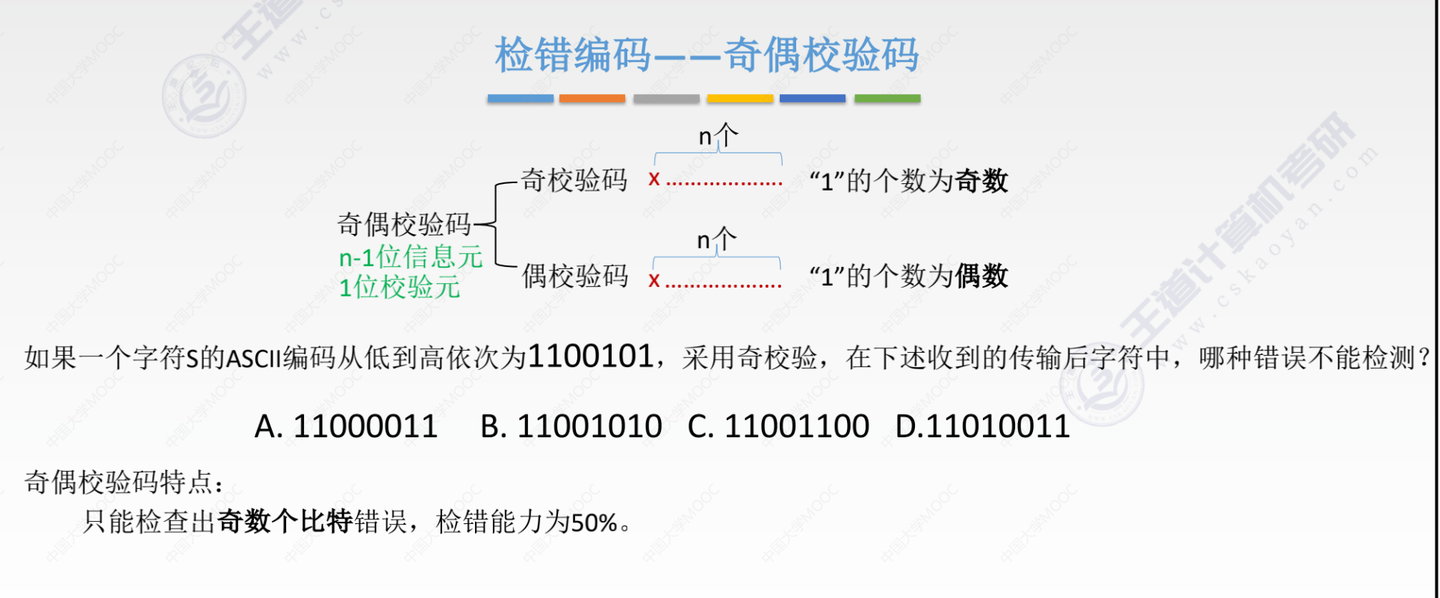 检错编码——奇偶校验码
n个
奇校验码 x ................... “1”的个数为奇数
奇偶校验码
n-1位信息元
1位校验元
n个
偶校验码 x ................... “1”的个数为偶数
如果一个字符S的ASCII编码从低到高依次为1100101，采用奇校验，在下述收到的传输后字符中，哪种错误不能检测？
A. 11000011 B. 11001010 C. 11001100 D.11010011
奇偶校验码特点：
只能检查出奇数个比特错误，检错能力为50%。
王道计算机考研
www.cskaoyan.com
中国大学MOOC